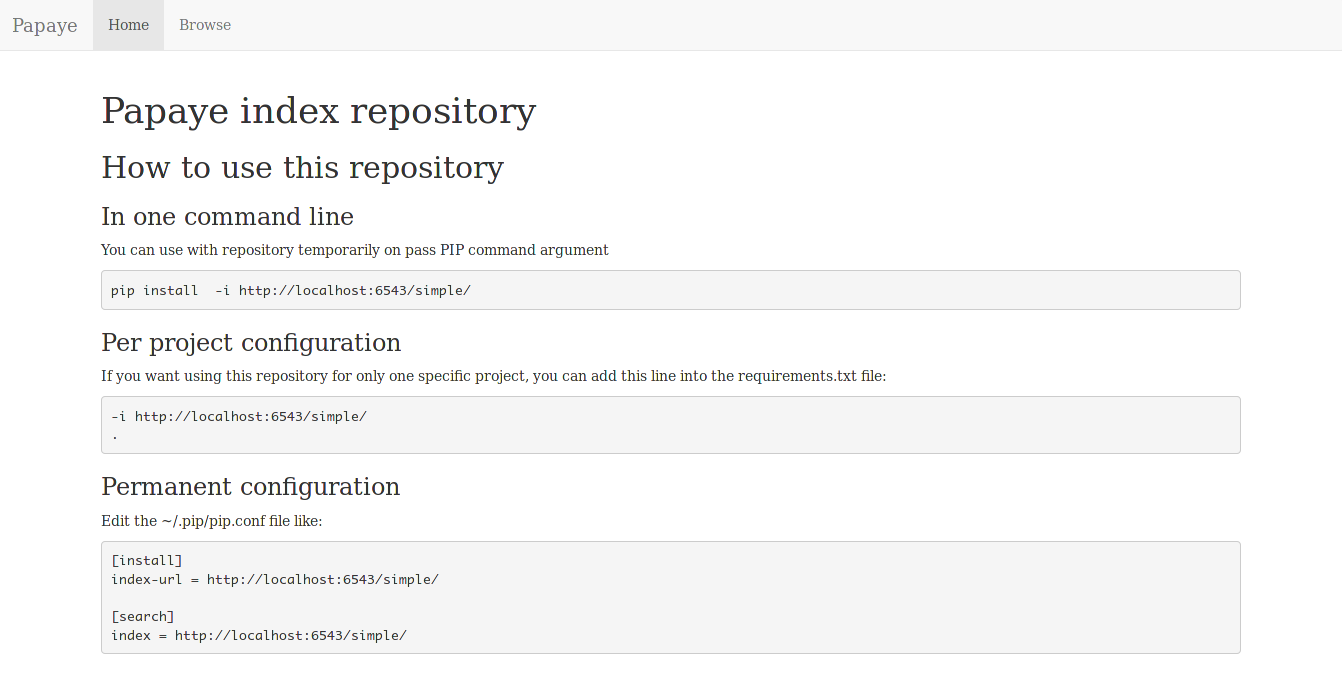 Papaye Home Browse
Papaye index repository
How to use this repository
In one command line
You can use with repository temporarily on pass PIP command argument
pip install  -i http://localhost:6543/simple/
Per project configuration
If you want using this repository for only one specific project, you can add this line into the requirements.txt file:
-i http://localhost:6543/simple/
.
Permanent configuration
Edit the ~/.pip/pip.conf file like:
[install]
index-url = http://localhost:6543/simple/
[search]
index = http://localhost:6543/simple/